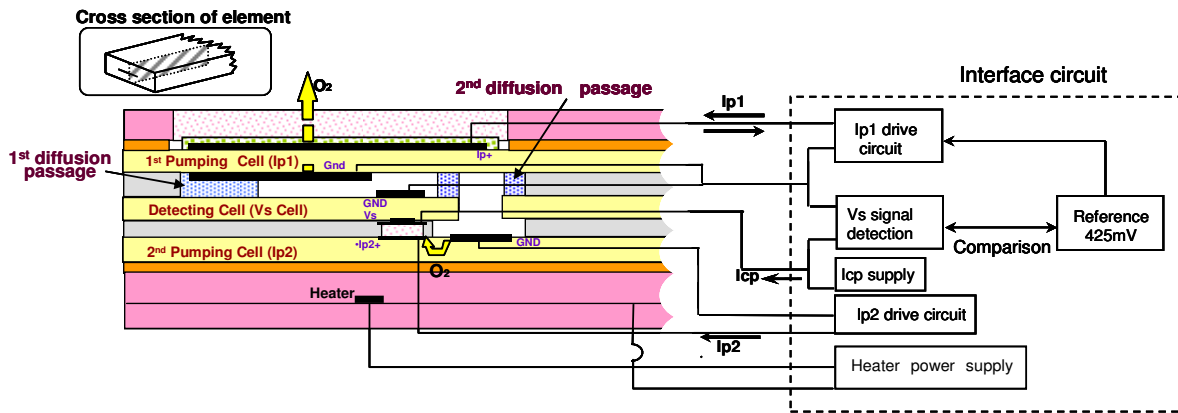 Cross section of element
O₂
2nd diffusion passage
Interface circuit
Ip1
Ip1 drive
circuit
1st diffusion
passage
Ip+
1st Pumping Cell (Ip1)
Gnd
GND
Detecting Cell (Vs Cell)
Vs
Vs signal
detection
Reference
425mV
Comparison
•Ip2+
GND
2nd Pumping Cell (Ip2)
O₂
Icp
Icp supply
Heater
Ip2 drive circuit
Ip2
Heater power supply